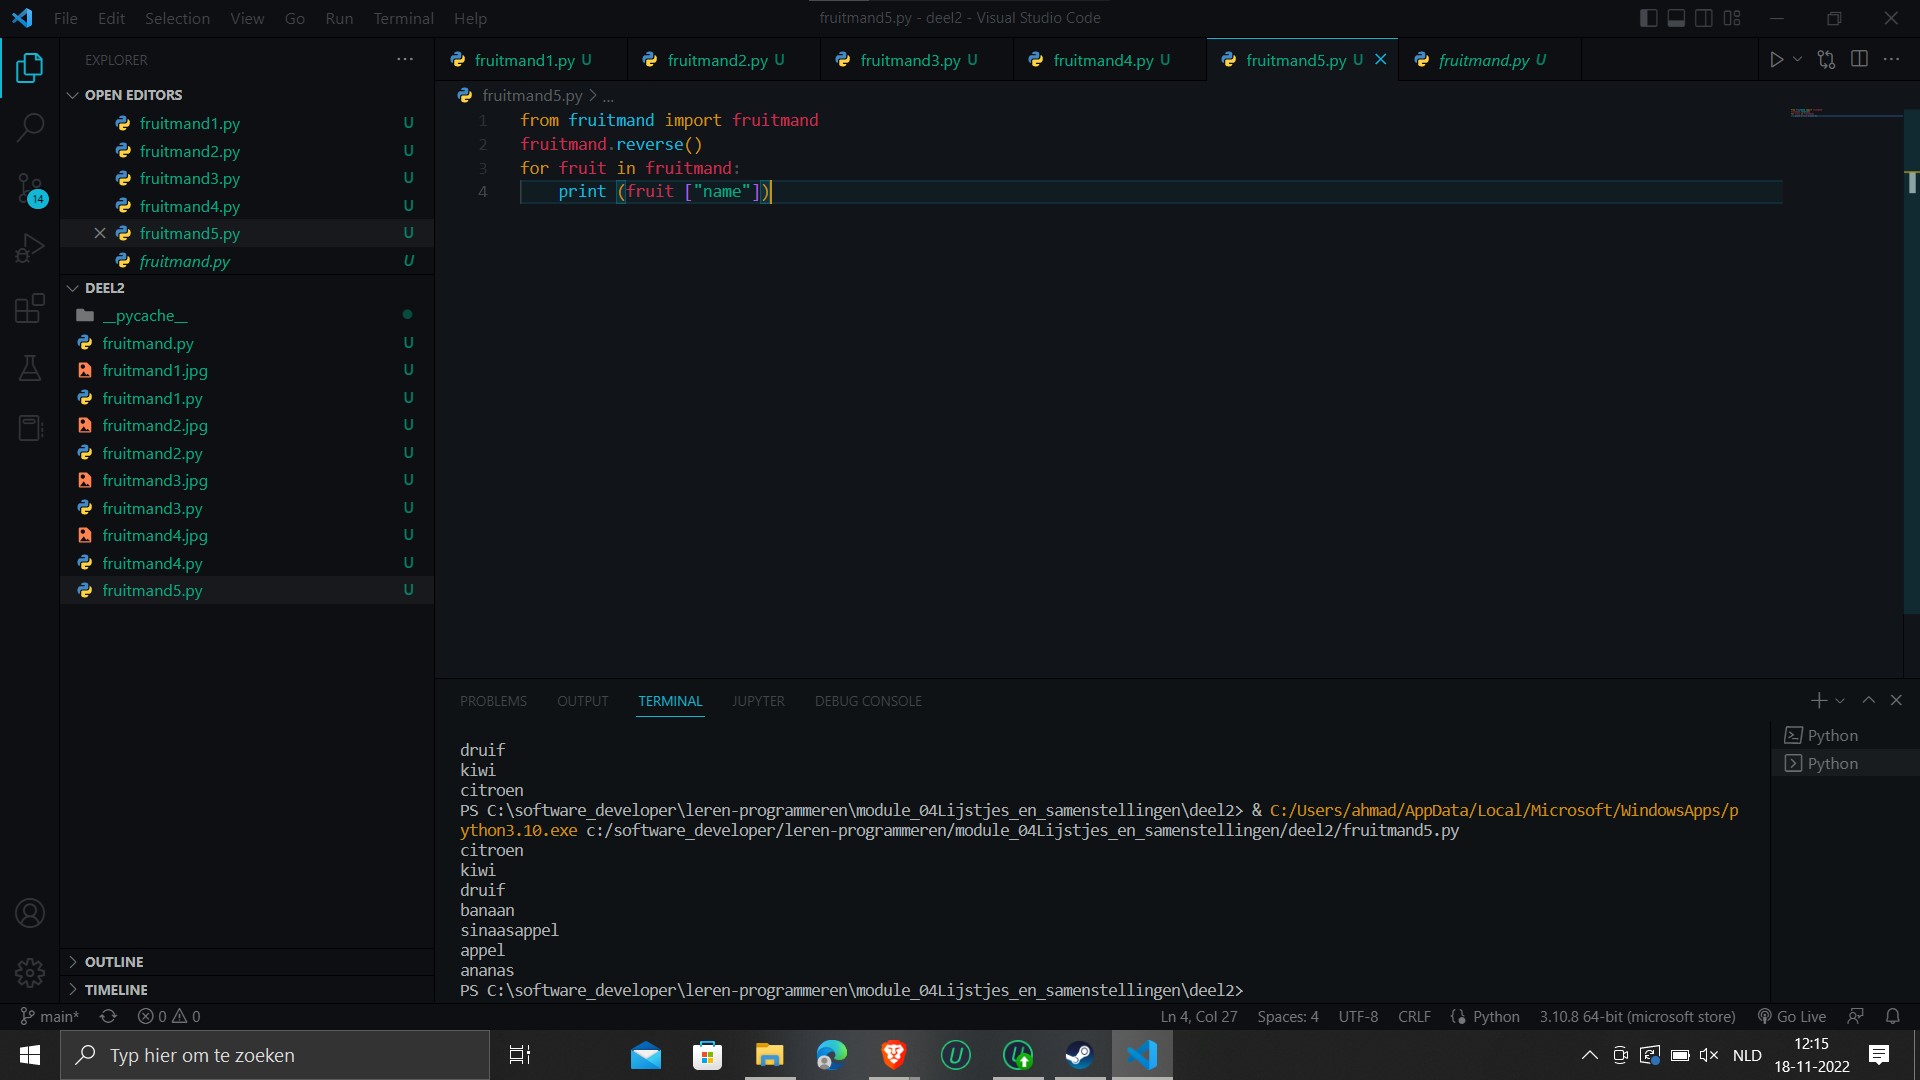 File Edit Selection View Go Run Terminal Help
fruitmand5.py - deel2 - Visual Studio Code
EXPLORER
OPEN EDITORS
fruitmand1.py U
fruitmand2.py U
fruitmand3.py U
fruitmand4.py U
fruitmand5.py U
fruitmand.py U
DEEL2
__pycache__
fruitmand.py U
fruitmand1.jpg U
fruitmand1.py U
fruitmand2.jpg U
fruitmand2.py U
fruitmand3.jpg U
fruitmand3.py U
fruitmand4.jpg U
fruitmand4.py U
fruitmand5.py U
OUTLINE
TIMELINE
14
fruitmand1.py U fruitmand2.py U fruitmand3.py U fruitmand4.py U fruitmand5.py U fruitmand.py U
fruitmand5.py > ...
1 from fruitmand import fruitmand
2 fruitmand.reverse()
3 for fruit in fruitmand:
4 print (fruit ["name"])
PROBLEMS OUTPUT TERMINAL JUPYTER DEBUG CONSOLE
druif
kiwi
citroen
PS C:\software_developer\leren-programmeren\module_04Lijstjes_en_samenstellingen\deel2> & C:/Users/ahmad/AppData/Local/Microsoft/WindowsApps/p
ython3.10.exe c:/software_developer/leren-programmeren/module_04Lijstjes_en_samenstellingen/deel2/fruitmand5.py
citroen
kiwi
druif
banaan
sinaasappel
appel
ananas
PS C:\software_developer\leren-programmeren\module_04Lijstjes_en_samenstellingen\deel2>
Python
Python
main* 0 0 Ln 4, Col 27 Spaces: 4 UTF-8 CRLF Python 3.10.8 64-bit (microsoft store) Go Live
Typ hier om te zoeken
NLD
12:15
18-11-2022